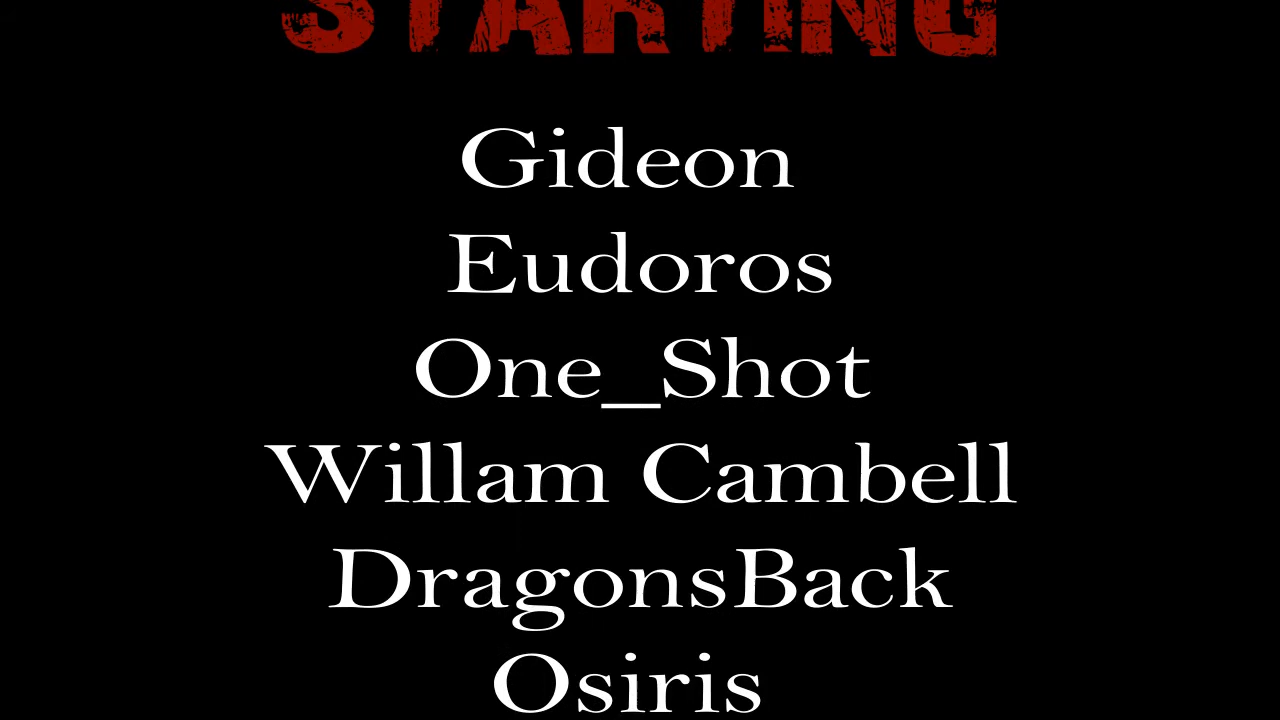 STARTING
Gideon
Eudoros
One_Shot
Willam Cambell
DragonsBack
Osiris